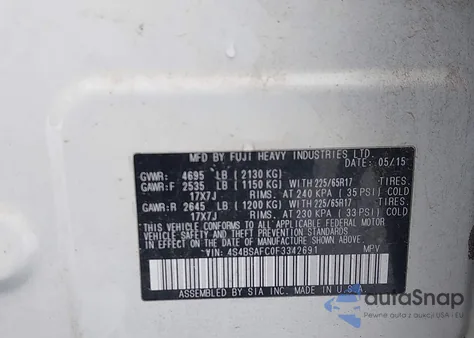 MFD BY FUJI HEAVY INDUSTRIES LTD.
DATE: 05/15
GVWR: 4695 LB (2130 KG)
GAWR:F 2535 LB (1150 KG) WITH 225/65R17 TIRES,
17X7J RIMS, AT 240 KPA (35 PSI) COLD
GAWR:R 2645 LB (1200 KG) WITH 225/65R17 TIRES,
17X7J RIMS, AT 230 KPA (33 PSI) COLD
THIS VEHICLE CONFORMS TO ALL APPLICABLE FEDERAL MOTOR
VEHICLE SAFETY STANDARDS IN EFFECT ON THE DATE OF
MANUFACTURE SHOWN ABOVE.
VIN: 4S4BSAFC0F3342691 MPV
ASSEMBLED BY SIA INC. MADE IN U.S.A.
autaSnap